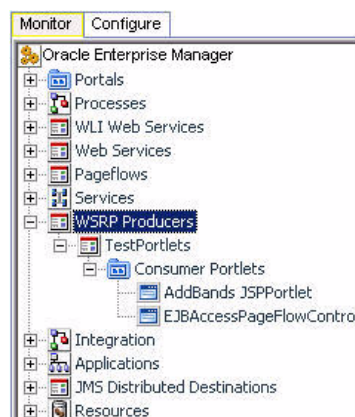 Monitor Configure
Oracle Enterprise Manager
Portals
Processes
WLI Web Services
Web Services
Pageflows
Services
WSRP Producers
TestPortlets
Consumer Portlets
AddBands JSPPortlet
EJBAccessPageFlowContro
Integration
Applications
JMS Distributed Destinations
Resources